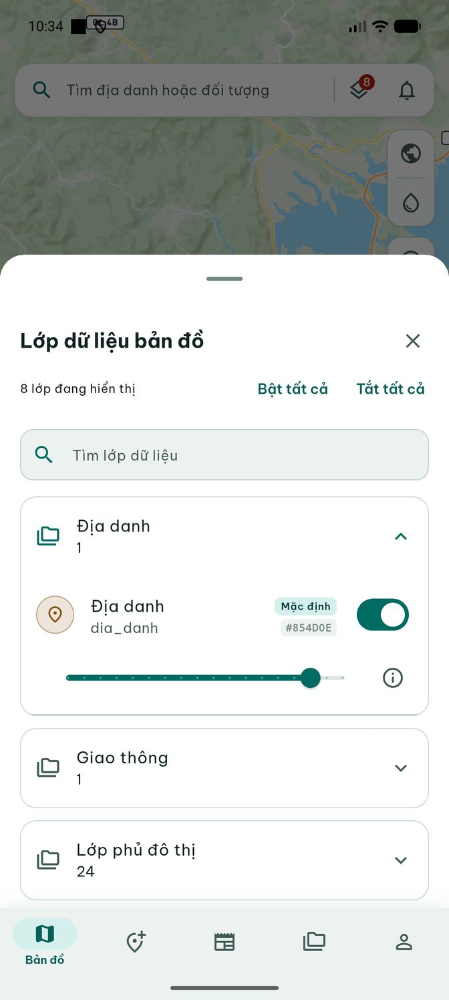 10:34
Tìm địa danh hoặc đối tượng
8
Lớp dữ liệu bản đồ
8 lớp đang hiển thị
Bật tất cả
Tắt tất cả
Tìm lớp dữ liệu
Địa danh
1
Địa danh
Mặc định
dia_danh
#854D0E
Giao thông
1
Lớp phủ đô thị
24
Bản đồ